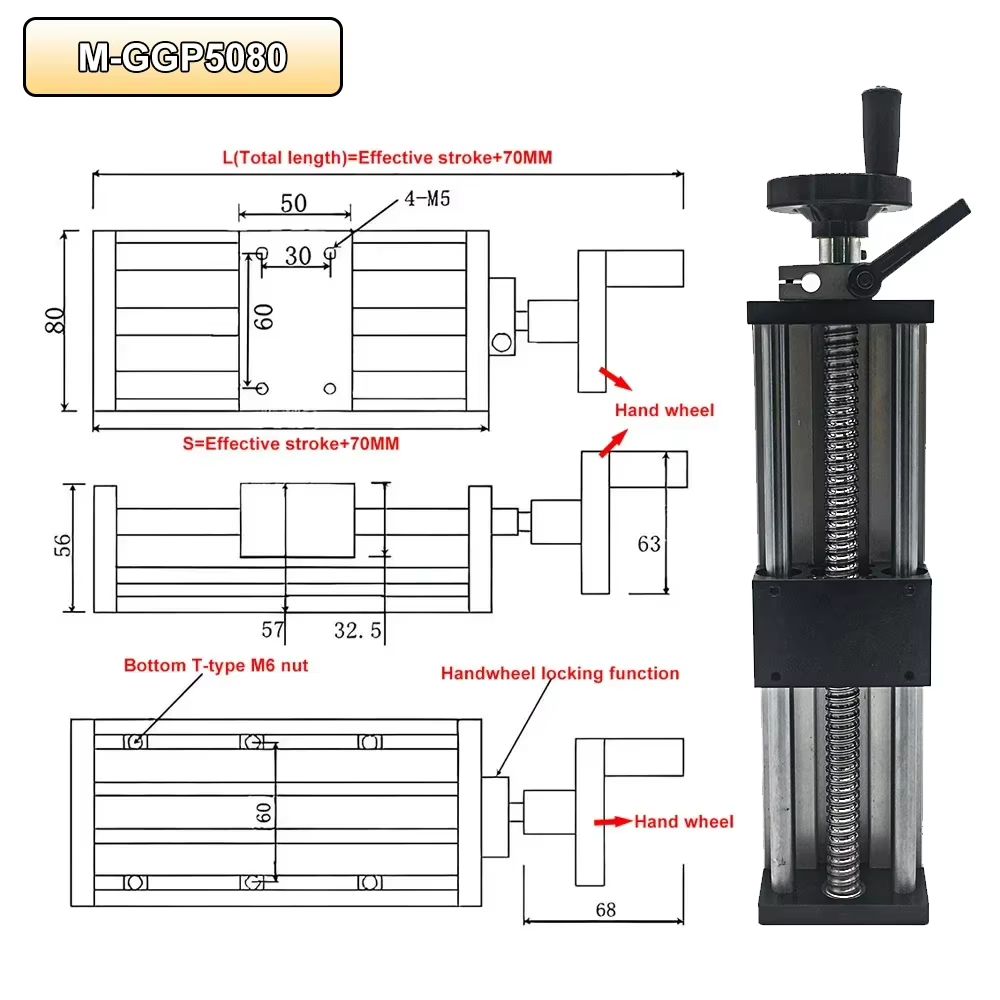 M-GGP5080
L(Total length)=Effective stroke+70MM
50
4-M5
30
80
60
Hand wheel
S=Effective stroke+70MM
56
63
57
32.5
Bottom T-type M6 nut
Handwheel locking function
60
Hand wheel
68